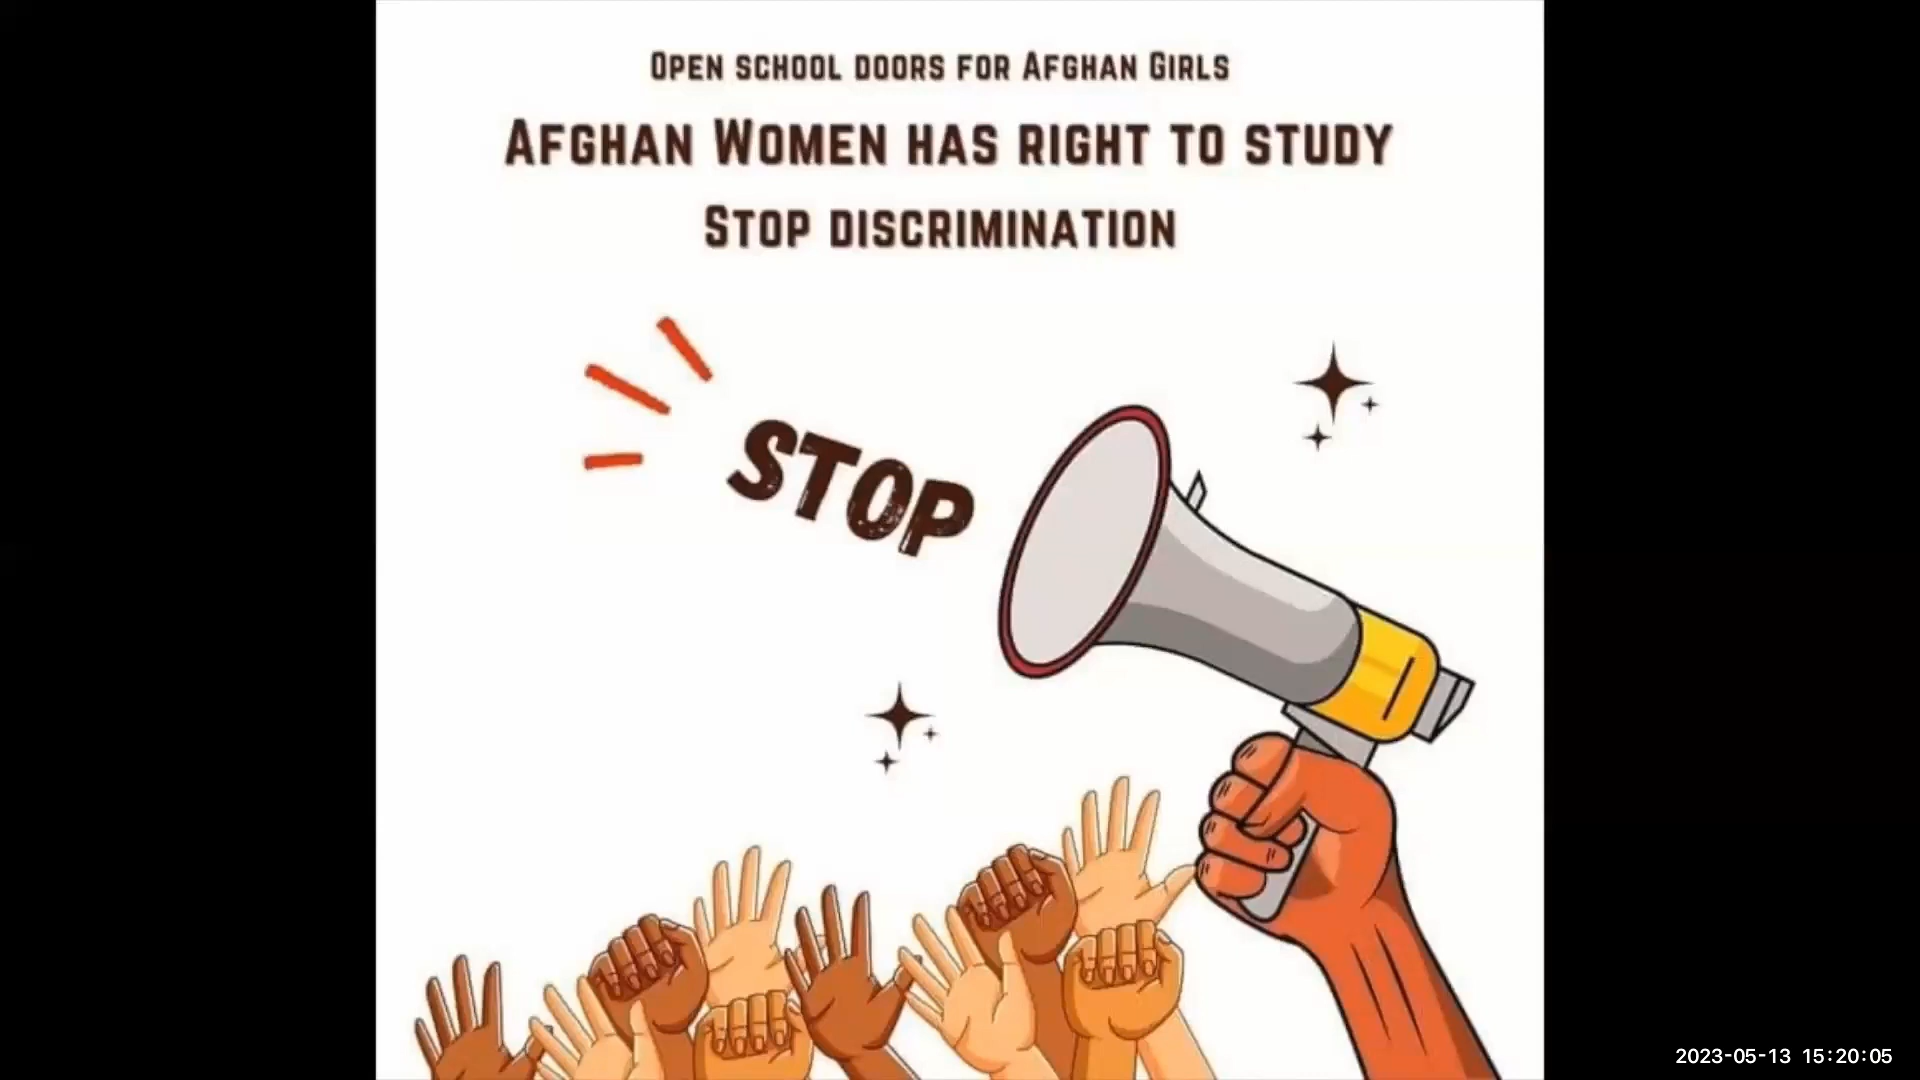 Open school doors for Afghan Girls
Afghan Women has right to study
Stop discrimination
STOP
2023-05-13 15:20:05